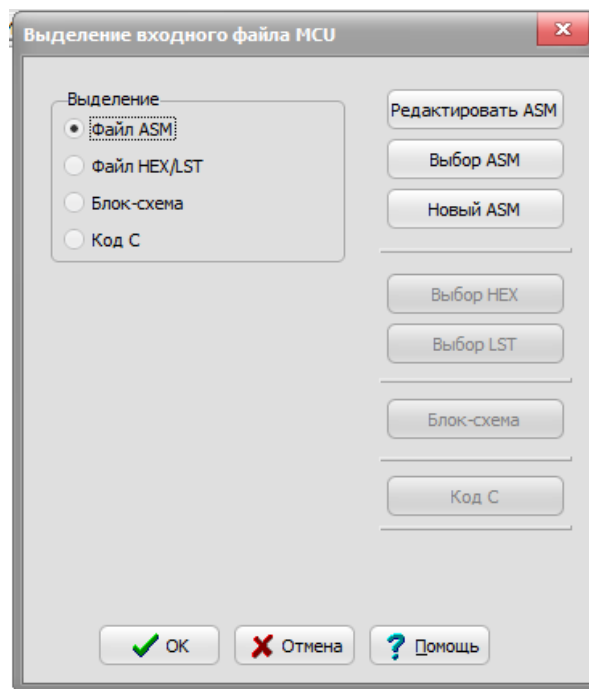 Выделение входного файла MCU
Выделение
Файл ASM
Файл HEX/LST
Блок-схема
Код C
Редактировать ASM
Выбор ASM
Новый ASM
Выбор HEX
Выбор LST
Блок-схема
Код C
OK
Отмена
Помощь